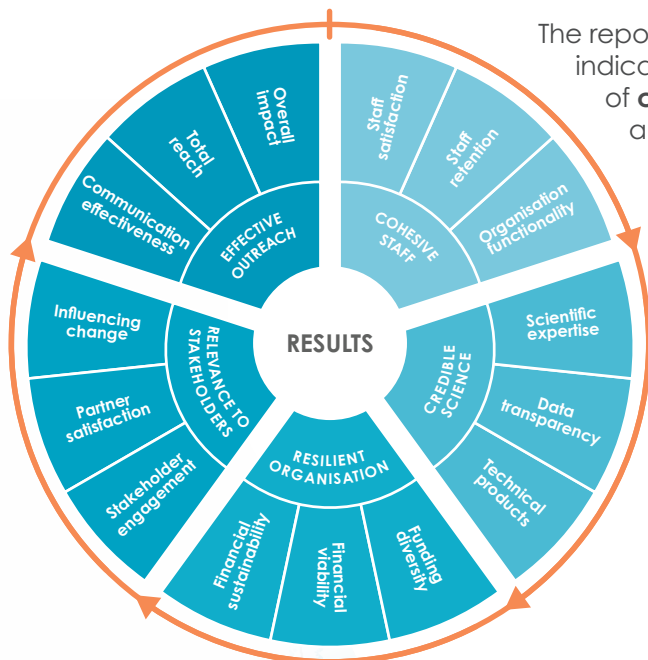 The repo
indica
of
a
Staff
satisfaction
Staff
retention
Organisation
functionality
COHESIVE
STAFF
Scientific
expertise
Data
transparency
Technical
products
CREDIBLE
SCIENCE
Funding
diversity
Financial
viability
Financial
sustainability
RESILIENT
ORGANISATION
Stakeholder
engagement
Partner
satisfaction
Influencing
change
RELEVANCE TO
STAKEHOLDERS
Communication
effectiveness
Total
reach
Overall
impact
EFFECTIVE
OUTREACH
RESULTS